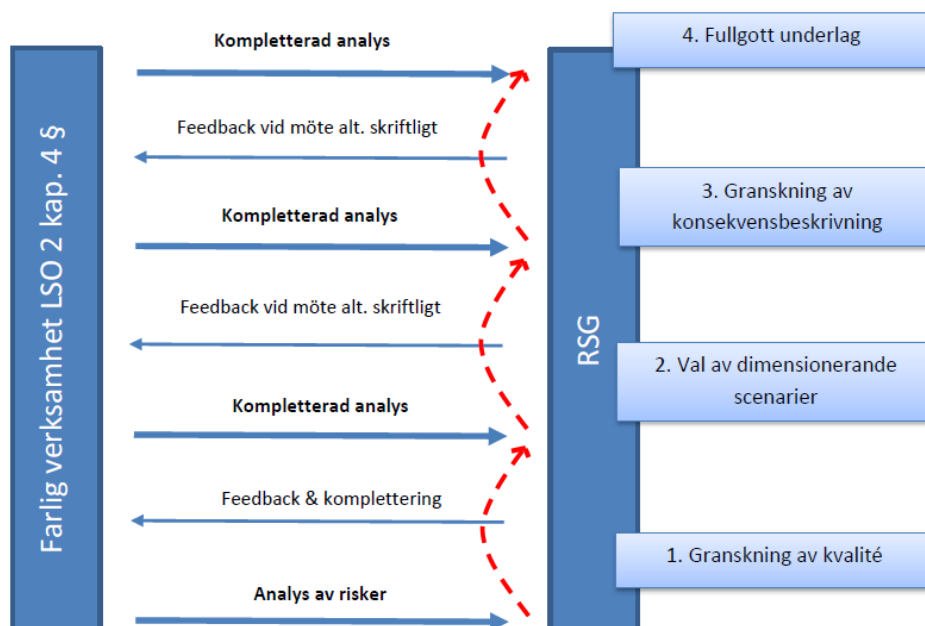 Kompletterad analys
4. Fullgott underlag
Feedback vid möte alt. skriftligt
3. Granskning av
konsekvensbeskrivning
Kompletterad analys
Feedback vid möte alt. skriftligt
2. Val av dimensionerande
scenarier
Kompletterad analys
Feedback & komplettering
1. Granskning av kvalité
Analys av risker
Farlig verksamhet LSO 2 kap. 4 §
RSG